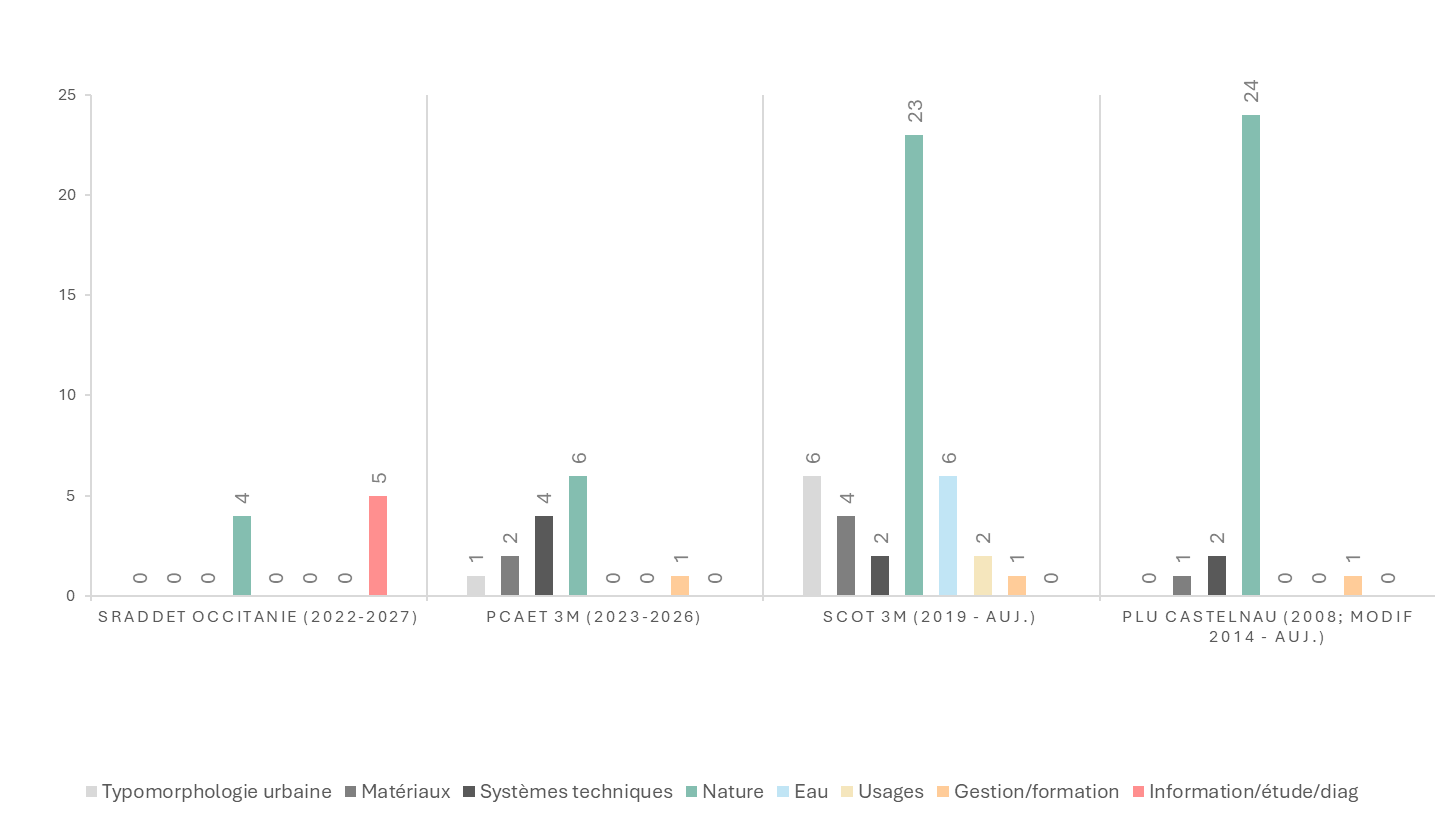 25
20
15
10
5
0
0 0 0 4 0 0 0 5
1 2 4 6 0 0 1 0
6 4 2 23 6 2 1 0
0 1 2 24 0 0 1 0
SRADDET OCCITANIE (2022-2027)
PCAET 3M (2023-2026)
SCOT 3M (2019 - AUJ.)
PLU CASTELNAU (2008; MODIF
2014 - AUJ.)
Typomorphologie urbaine Matériaux Systèmes techniques Nature Eau Usages Gestion/formation Information/étude/diag